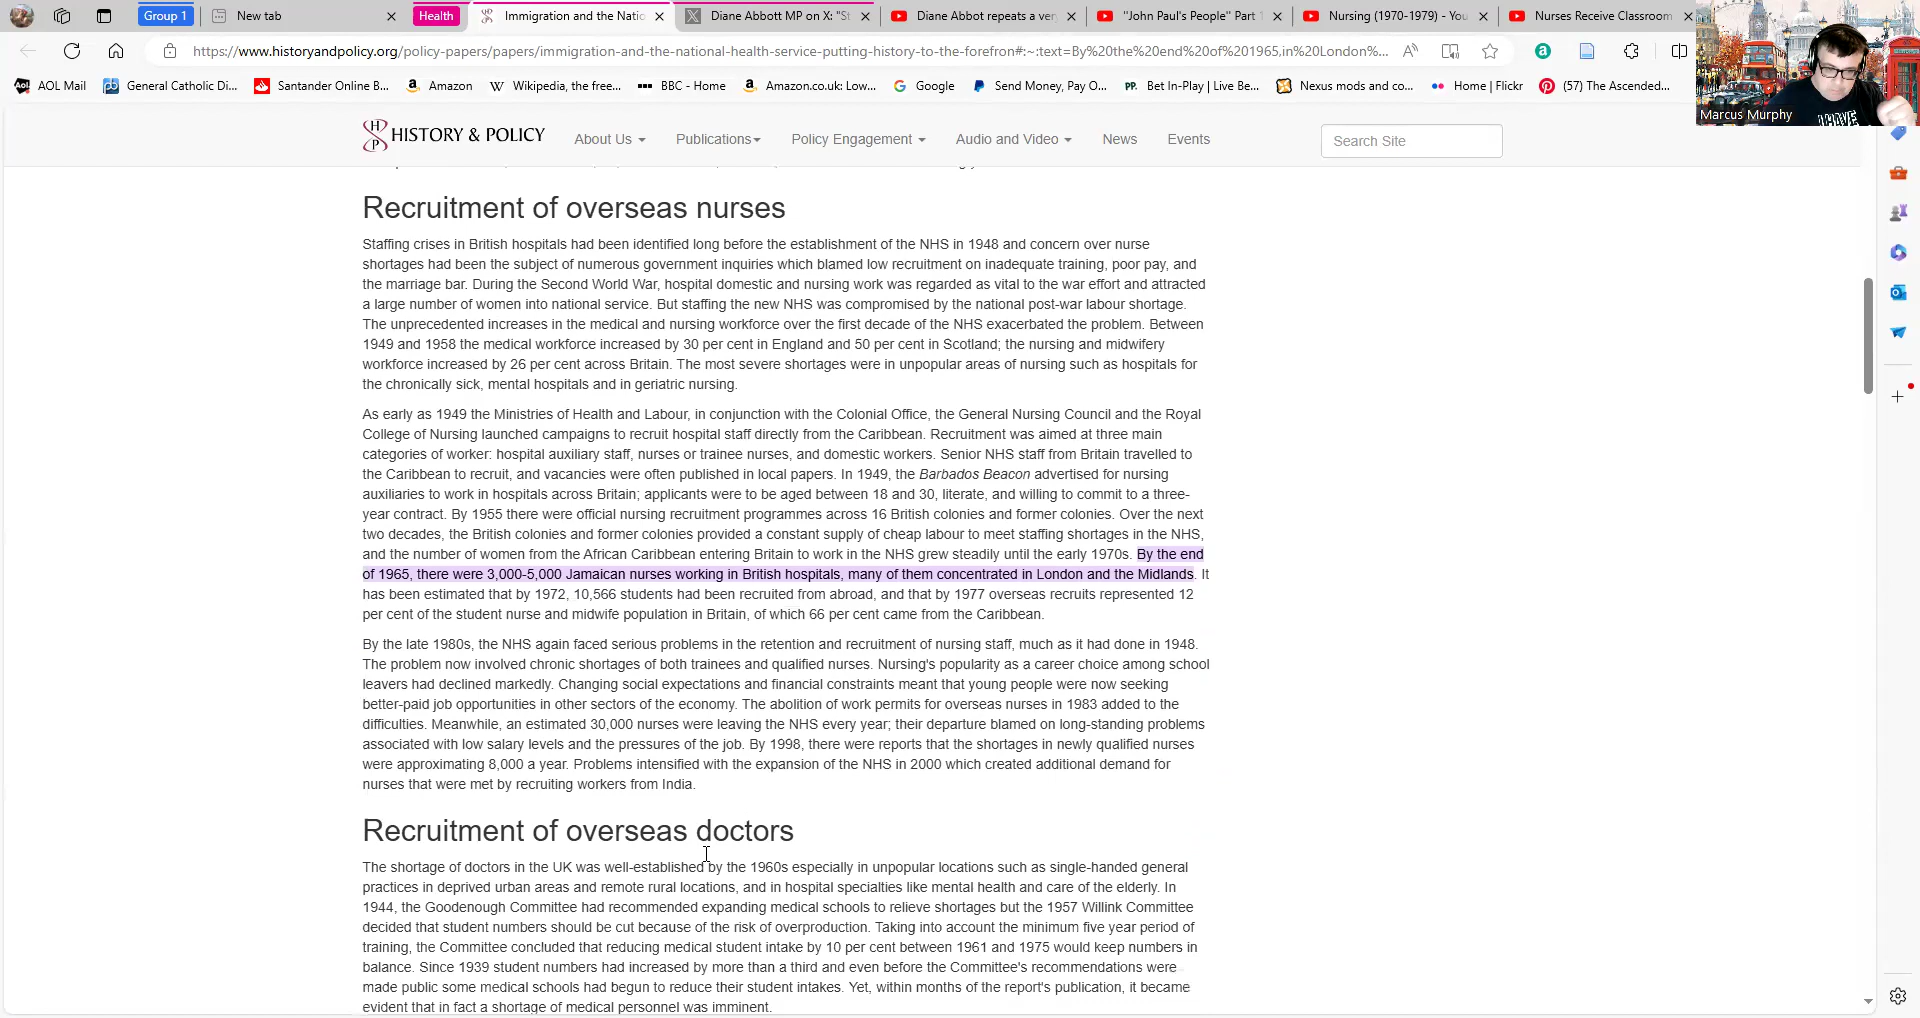 Group 1
New tab
Health
Immigration and the Natio
Diane Abbott MP on X: "St
Diane Abbot repeats a ver
"John Paul's People" Part 1
Nursing (1970-1979) - You
Nurses Receive Classroom
https://www.historyandpolicy.org/policy-papers/papers/immigration-and-the-national-health-service-putting-history-to-the-forefron#:~:text=By%20the%20end%20of%201965,in%20London%...
AOL Mail
General Catholic Di...
Santander Online B...
Amazon
Wikipedia, the free...
BBC - Home
Amazon.co.uk: Low...
Google
Send Money, Pay O...
Bet In-Play | Live Be...
Nexus mods and co...
Home | Flickr
(57) The Ascended...
Marcus Murphy
I HAVE
H P HISTORY & POLICY
About Us
Publications
Policy Engagement
Audio and Video
News
Events
Search Site
Recruitment of overseas nurses
Staffing crises in British hospitals had been identified long before the establishment of the NHS in 1948 and concern over nurse
shortages had been the subject of numerous government inquiries which blamed low recruitment on inadequate training, poor pay, and
the marriage bar. During the Second World War, hospital domestic and nursing work was regarded as vital to the war effort and attracted
a large number of women into national service. But staffing the new NHS was compromised by the national post-war labour shortage.
The unprecedented increases in the medical and nursing workforce over the first decade of the NHS exacerbated the problem. Between
1949 and 1958 the medical workforce increased by 30 per cent in England and 50 per cent in Scotland; the nursing and midwifery
workforce increased by 26 per cent across Britain. The most severe shortages were in unpopular areas of nursing such as hospitals for
the chronically sick, mental hospitals and in geriatric nursing.
As early as 1949 the Ministries of Health and Labour, in conjunction with the Colonial Office, the General Nursing Council and the Royal
College of Nursing launched campaigns to recruit hospital staff directly from the Caribbean. Recruitment was aimed at three main
categories of worker: hospital auxiliary staff, nurses or trainee nurses, and domestic workers. Senior NHS staff from Britain travelled to
the Caribbean to recruit, and vacancies were often published in local papers. In 1949, the Barbados Beacon advertised for nursing
auxiliaries to work in hospitals across Britain; applicants were to be aged between 18 and 30, literate, and willing to commit to a three-
year contract. By 1955 there were official nursing recruitment programmes across 16 British colonies and former colonies. Over the next
two decades, the British colonies and former colonies provided a constant supply of cheap labour to meet staffing shortages in the NHS,
and the number of women from the African Caribbean entering Britain to work in the NHS grew steadily until the early 1970s. By the end
of 1965, there were 3,000-5,000 Jamaican nurses working in British hospitals, many of them concentrated in London and the Midlands. It
has been estimated that by 1972, 10,566 students had been recruited from abroad, and that by 1977 overseas recruits represented 12
per cent of the student nurse and midwife population in Britain, of which 66 per cent came from the Caribbean.
By the late 1980s, the NHS again faced serious problems in the retention and recruitment of nursing staff, much as it had done in 1948.
The problem now involved chronic shortages of both trainees and qualified nurses. Nursing's popularity as a career choice among school
leavers had declined markedly. Changing social expectations and financial constraints meant that young people were now seeking
better-paid job opportunities in other sectors of the economy. The abolition of work permits for overseas nurses in 1983 added to the
difficulties. Meanwhile, an estimated 30,000 nurses were leaving the NHS every year; their departure blamed on long-standing problems
associated with low salary levels and the pressures of the job. By 1998, there were reports that the shortages in newly qualified nurses
were approximating 8,000 a year. Problems intensified with the expansion of the NHS in 2000 which created additional demand for
nurses that were met by recruiting workers from India.
Recruitment of overseas doctors
The shortage of doctors in the UK was well-established by the 1960s especially in unpopular locations such as single-handed general
practices in deprived urban areas and remote rural locations, and in hospital specialties like mental health and care of the elderly. In
1944, the Goodenough Committee had recommended expanding medical schools to relieve shortages but the 1957 Willink Committee
decided that student numbers should be cut because of the risk of overproduction. Taking into account the minimum five year period of
training, the Committee concluded that reducing medical student intake by 10 per cent between 1961 and 1975 would keep numbers in
balance. Since 1939 student numbers had increased by more than a third and even before the Committee's recommendations were
made public some medical schools had begun to reduce their student intakes. Yet, within months of the report's publication, it became
evident that in fact a shortage of medical personnel was imminent.